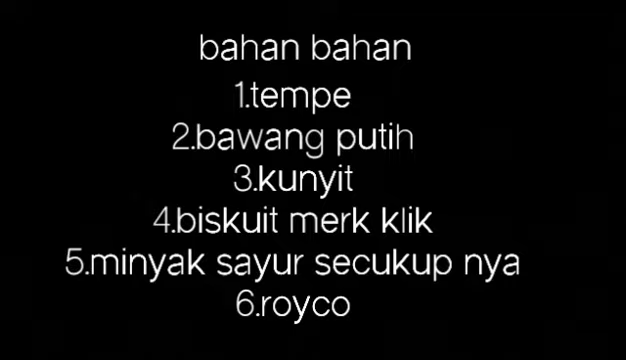 bahan bahan
1.tempe
2.bawang putih
3.kunyit
4.biskuit merk klik
5.minyak sayur secukup nya
6.royco